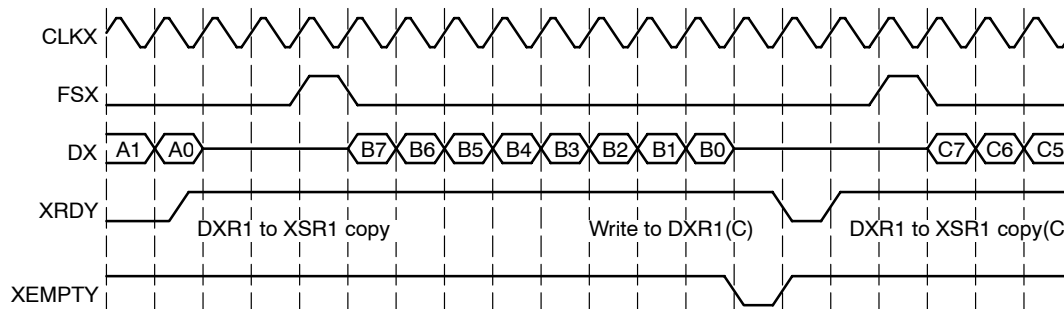 CLKX
FSX
DX A1 A0 B7 B6 B5 B4 B3 B2 B1 B0 C7 C6 C5
XRDY
DXR1 to XSR1 copy Write to DXR1(C) DXR1 to XSR1 copy(C
XEMPTY